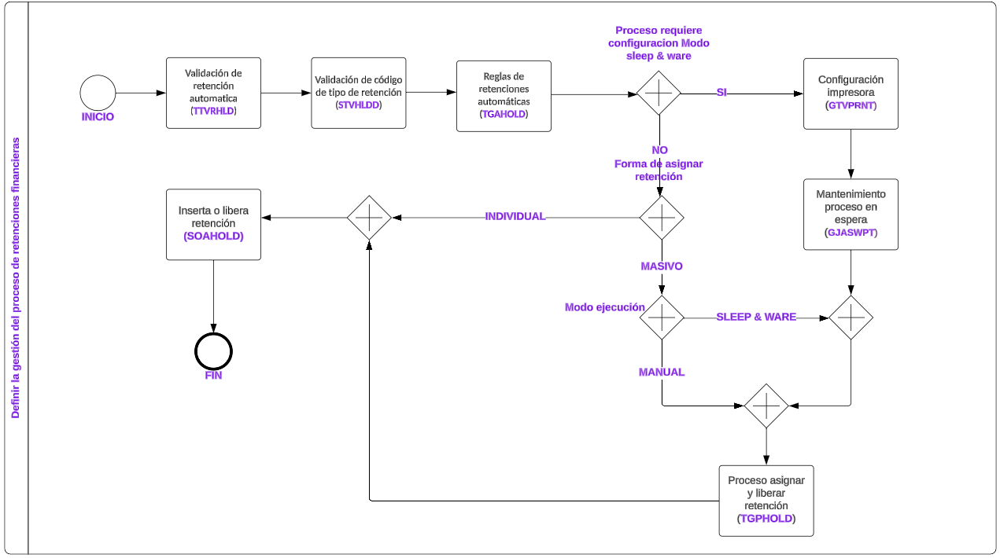 Definir la gestión del proceso de retenciones financieras
INICIO
Validación de
retención
automatica
(TTVRHLD)
Validación de código
de tipo de retención
(STVHLDD)
Reglas de
retenciones
automáticas
(TGAHOLD)
Proceso requiere
configuracion Modo
sleep & ware
SI
Configuración
impresora
(GTVPRNT)
NO
Forma de asignar
retención
Mantenimiento
proceso en
espera
(GJASWPT)
INDIVIDUAL
Inserta o libera
retención
(SOAHOLD)
FIN
MASIVO
Modo ejecución
SLEEP & WARE
MANUAL
Proceso asignar
y liberar
retención
(TGPHOLD)